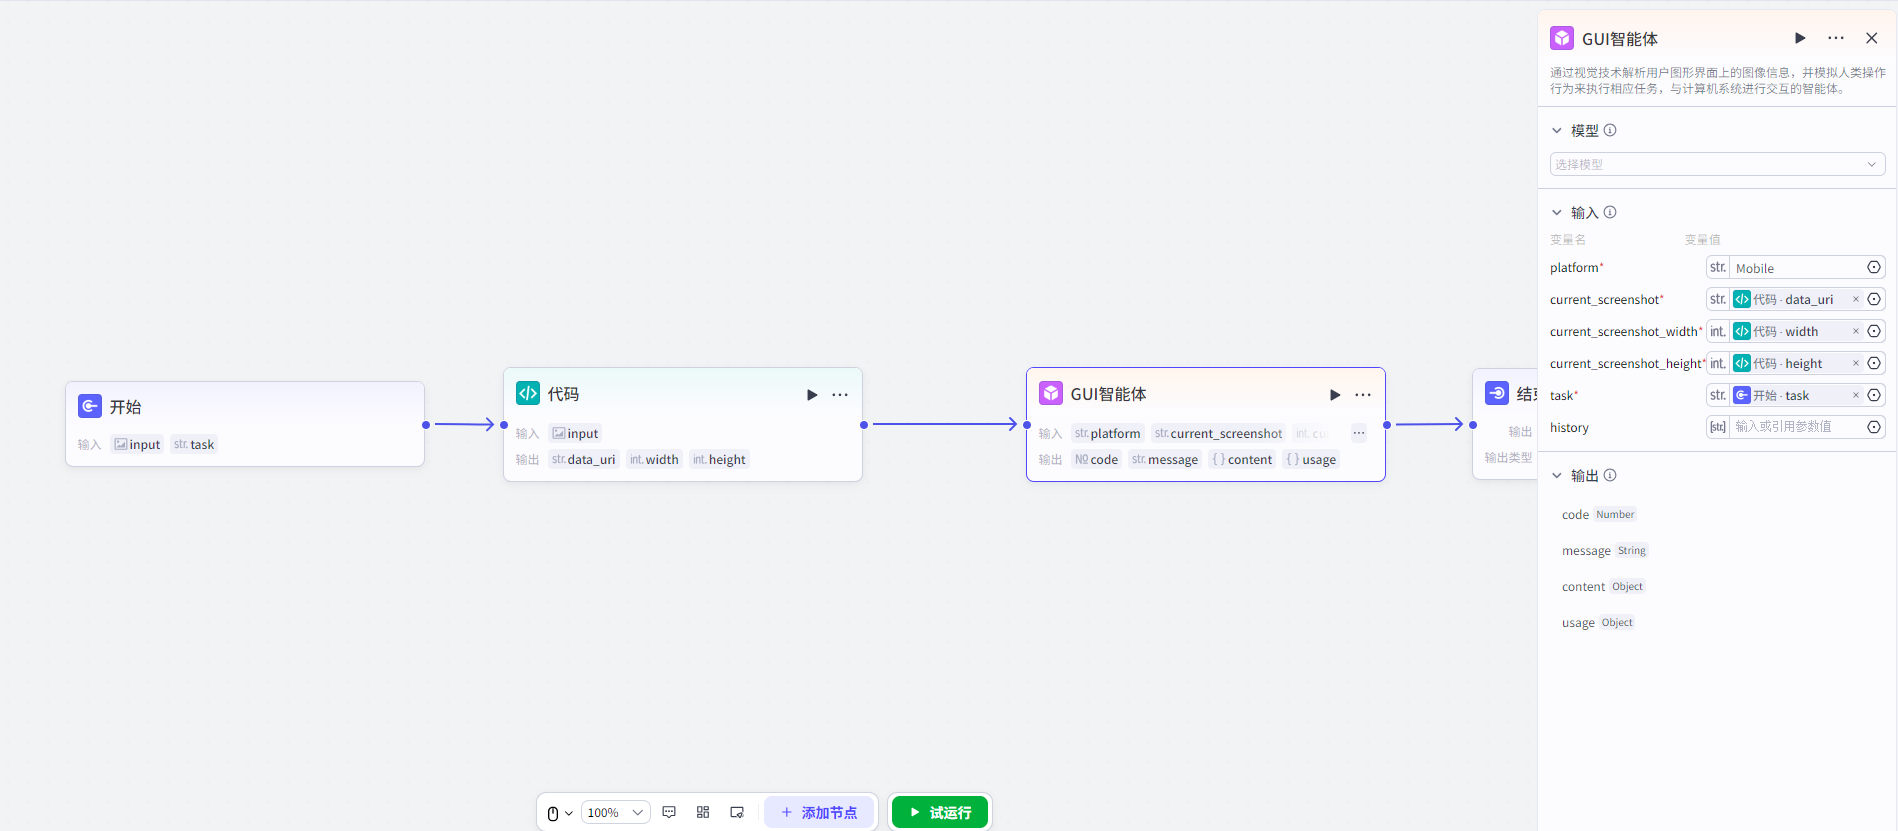 开始
输入 input str. task
代码
输入 input
输出 str. data_uri int. width int. height
GUI智能体
输入 str. platform str. current_screenshot int. cu ···
输出 № code str. message { } content { } usage
输出
输出类型
GUI智能体
通过视觉技术解析用户图形界面上的图像信息，并模拟人类操作
行为来执行相应任务，与计算机系统进行交互的智能体。
模型
选择模型
输入
变量名 变量值
platform* str. Mobile
current_screenshot* str. 代码 · data_uri ×
current_screenshot_width* int. 代码 · width ×
current_screenshot_height* int. 代码 · height ×
task* str. 开始 · task ×
history [str] 输入或引用参数值
输出
code Number
message String
content Object
usage Object
100%
+ 添加节点
试运行